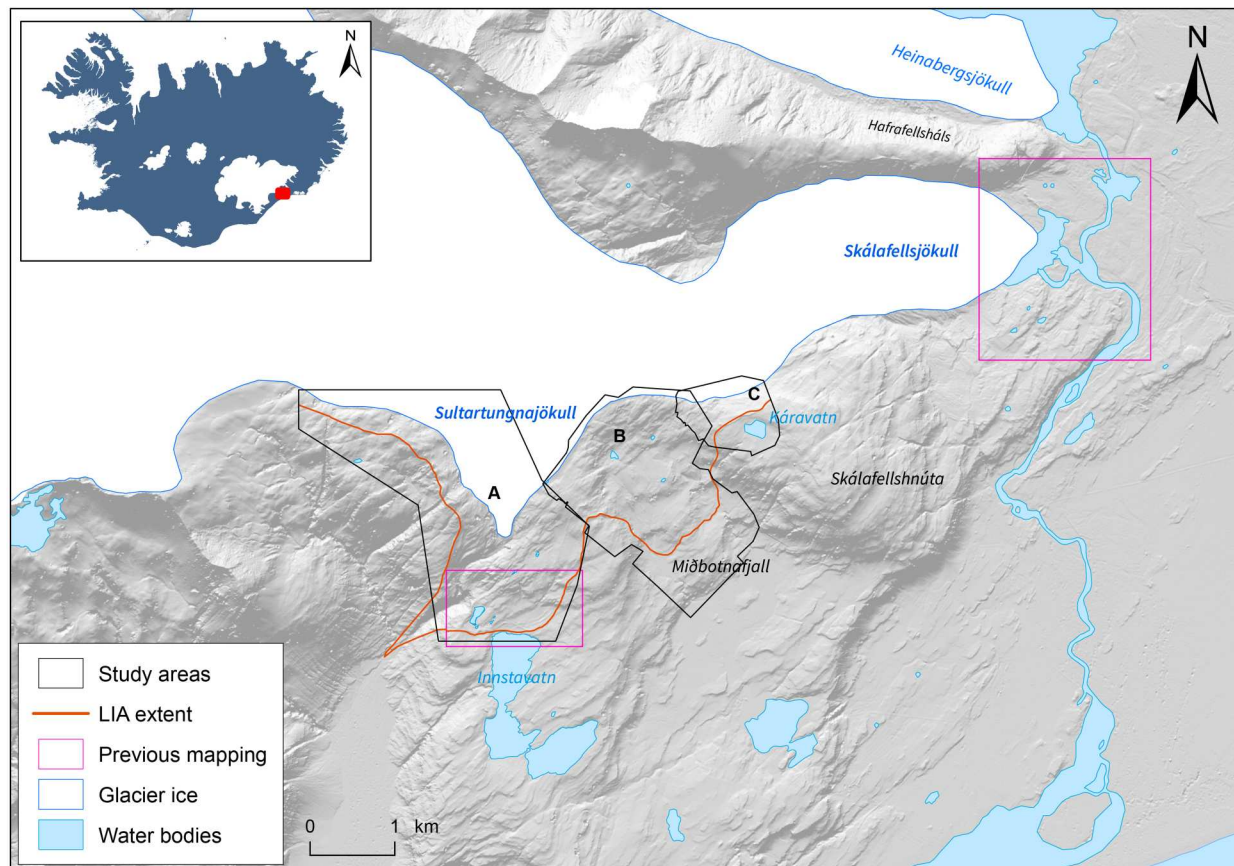 N
N
Heinabergsjökull
Hafrafellsháls
Skálafellsjökull
Sultartungnajökull
C
Káravatn
B
Skálafellshnúta
A
Miðbotnafjall
Innstavatn
Study areas
LIA extent
Previous mapping
Glacier ice
Water bodies
0 1 km